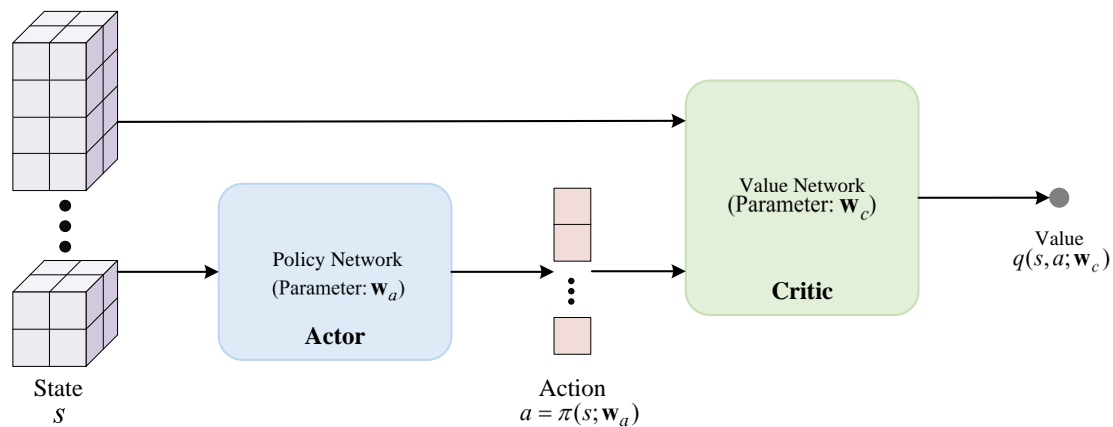 Value Network
(Parameter: w_c)
Critic
Policy Network
(Parameter: w_a)
Actor
Value
q(s,a;w_c)
State
s
Action
a = π(s;w_a)